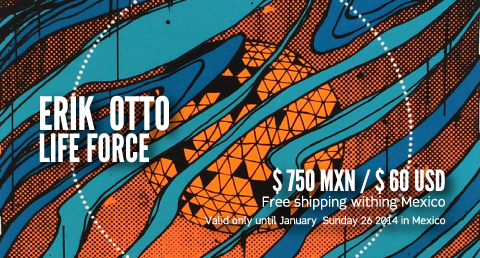 ERIK OTTO
LIFE FORCE
$ 750 MXN / $ 60 USD
Free shipping withing Mexico
Valid only until January Sunday 26 2014 in Mexico